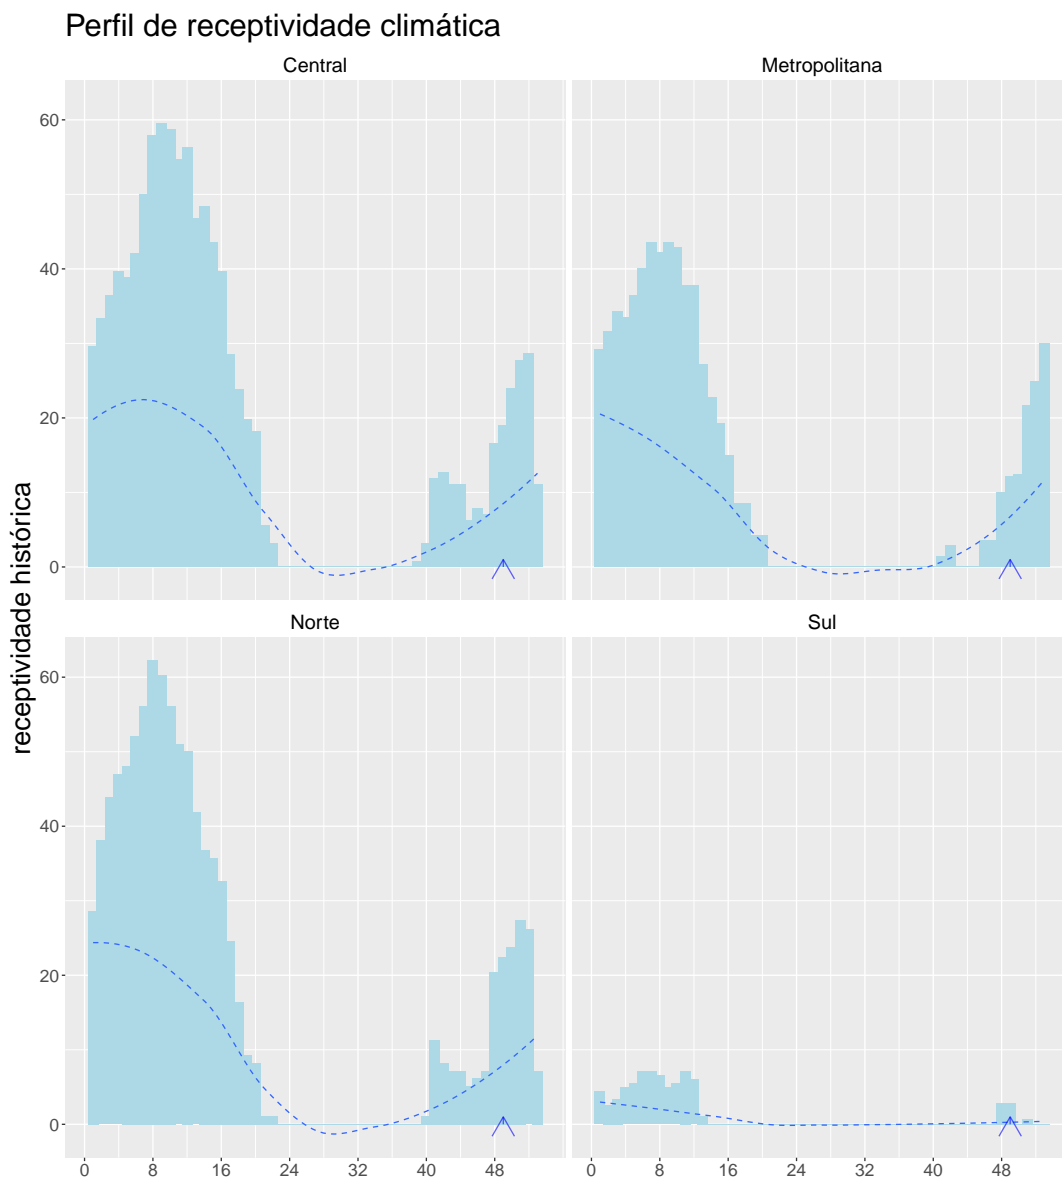 Perfil de receptividade climática
Central
Metropolitana
60
40
20
0
receptividade histórica
Norte
Sul
60
40
20
0
0 8 16 24 32 40 48
0 8 16 24 32 40 48